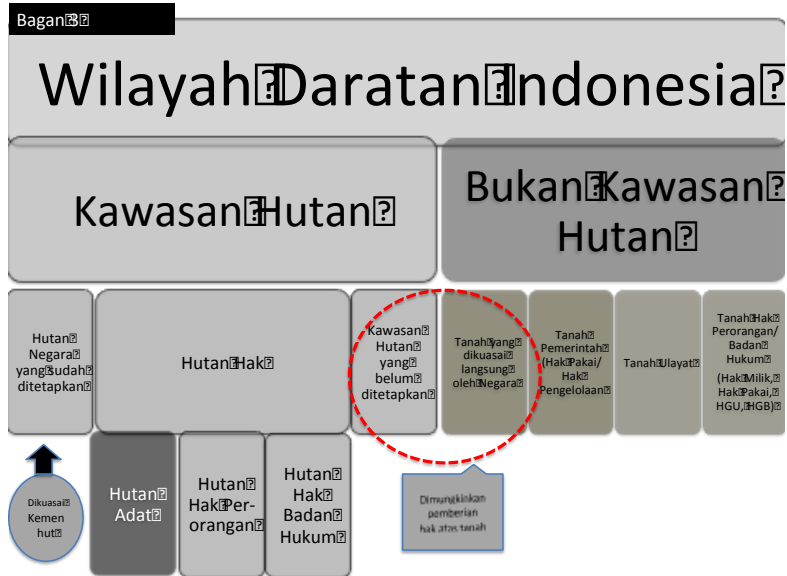 Bagan 3
Wilayah Daratan Indonesia
Kawasan Hutan
Bukan Kawasan
Hutan
Hutan
Negara
yang sudah
ditetapkan
Hutan Hak
Kawasan
Hutan
yang
belum
ditetapkan
Tanah yang
dikuasai
langsung
oleh Negara
Tanah
Pemerintah
(Hak Pakai/
Hak
Pengelolaan
Tanah Ulayat
Tanah Hak
Perorangan/
Badan
Hukum
(Hak Milik,
Hak Pakai,
HGU, HGB)
Dikuasai
Kemen
hut
Hutan
Adat
Hutan
Hak Per-
orangan
Hutan
Hak
Badan
Hukum
Dimungkinkan
pemberian
hak atas tanah